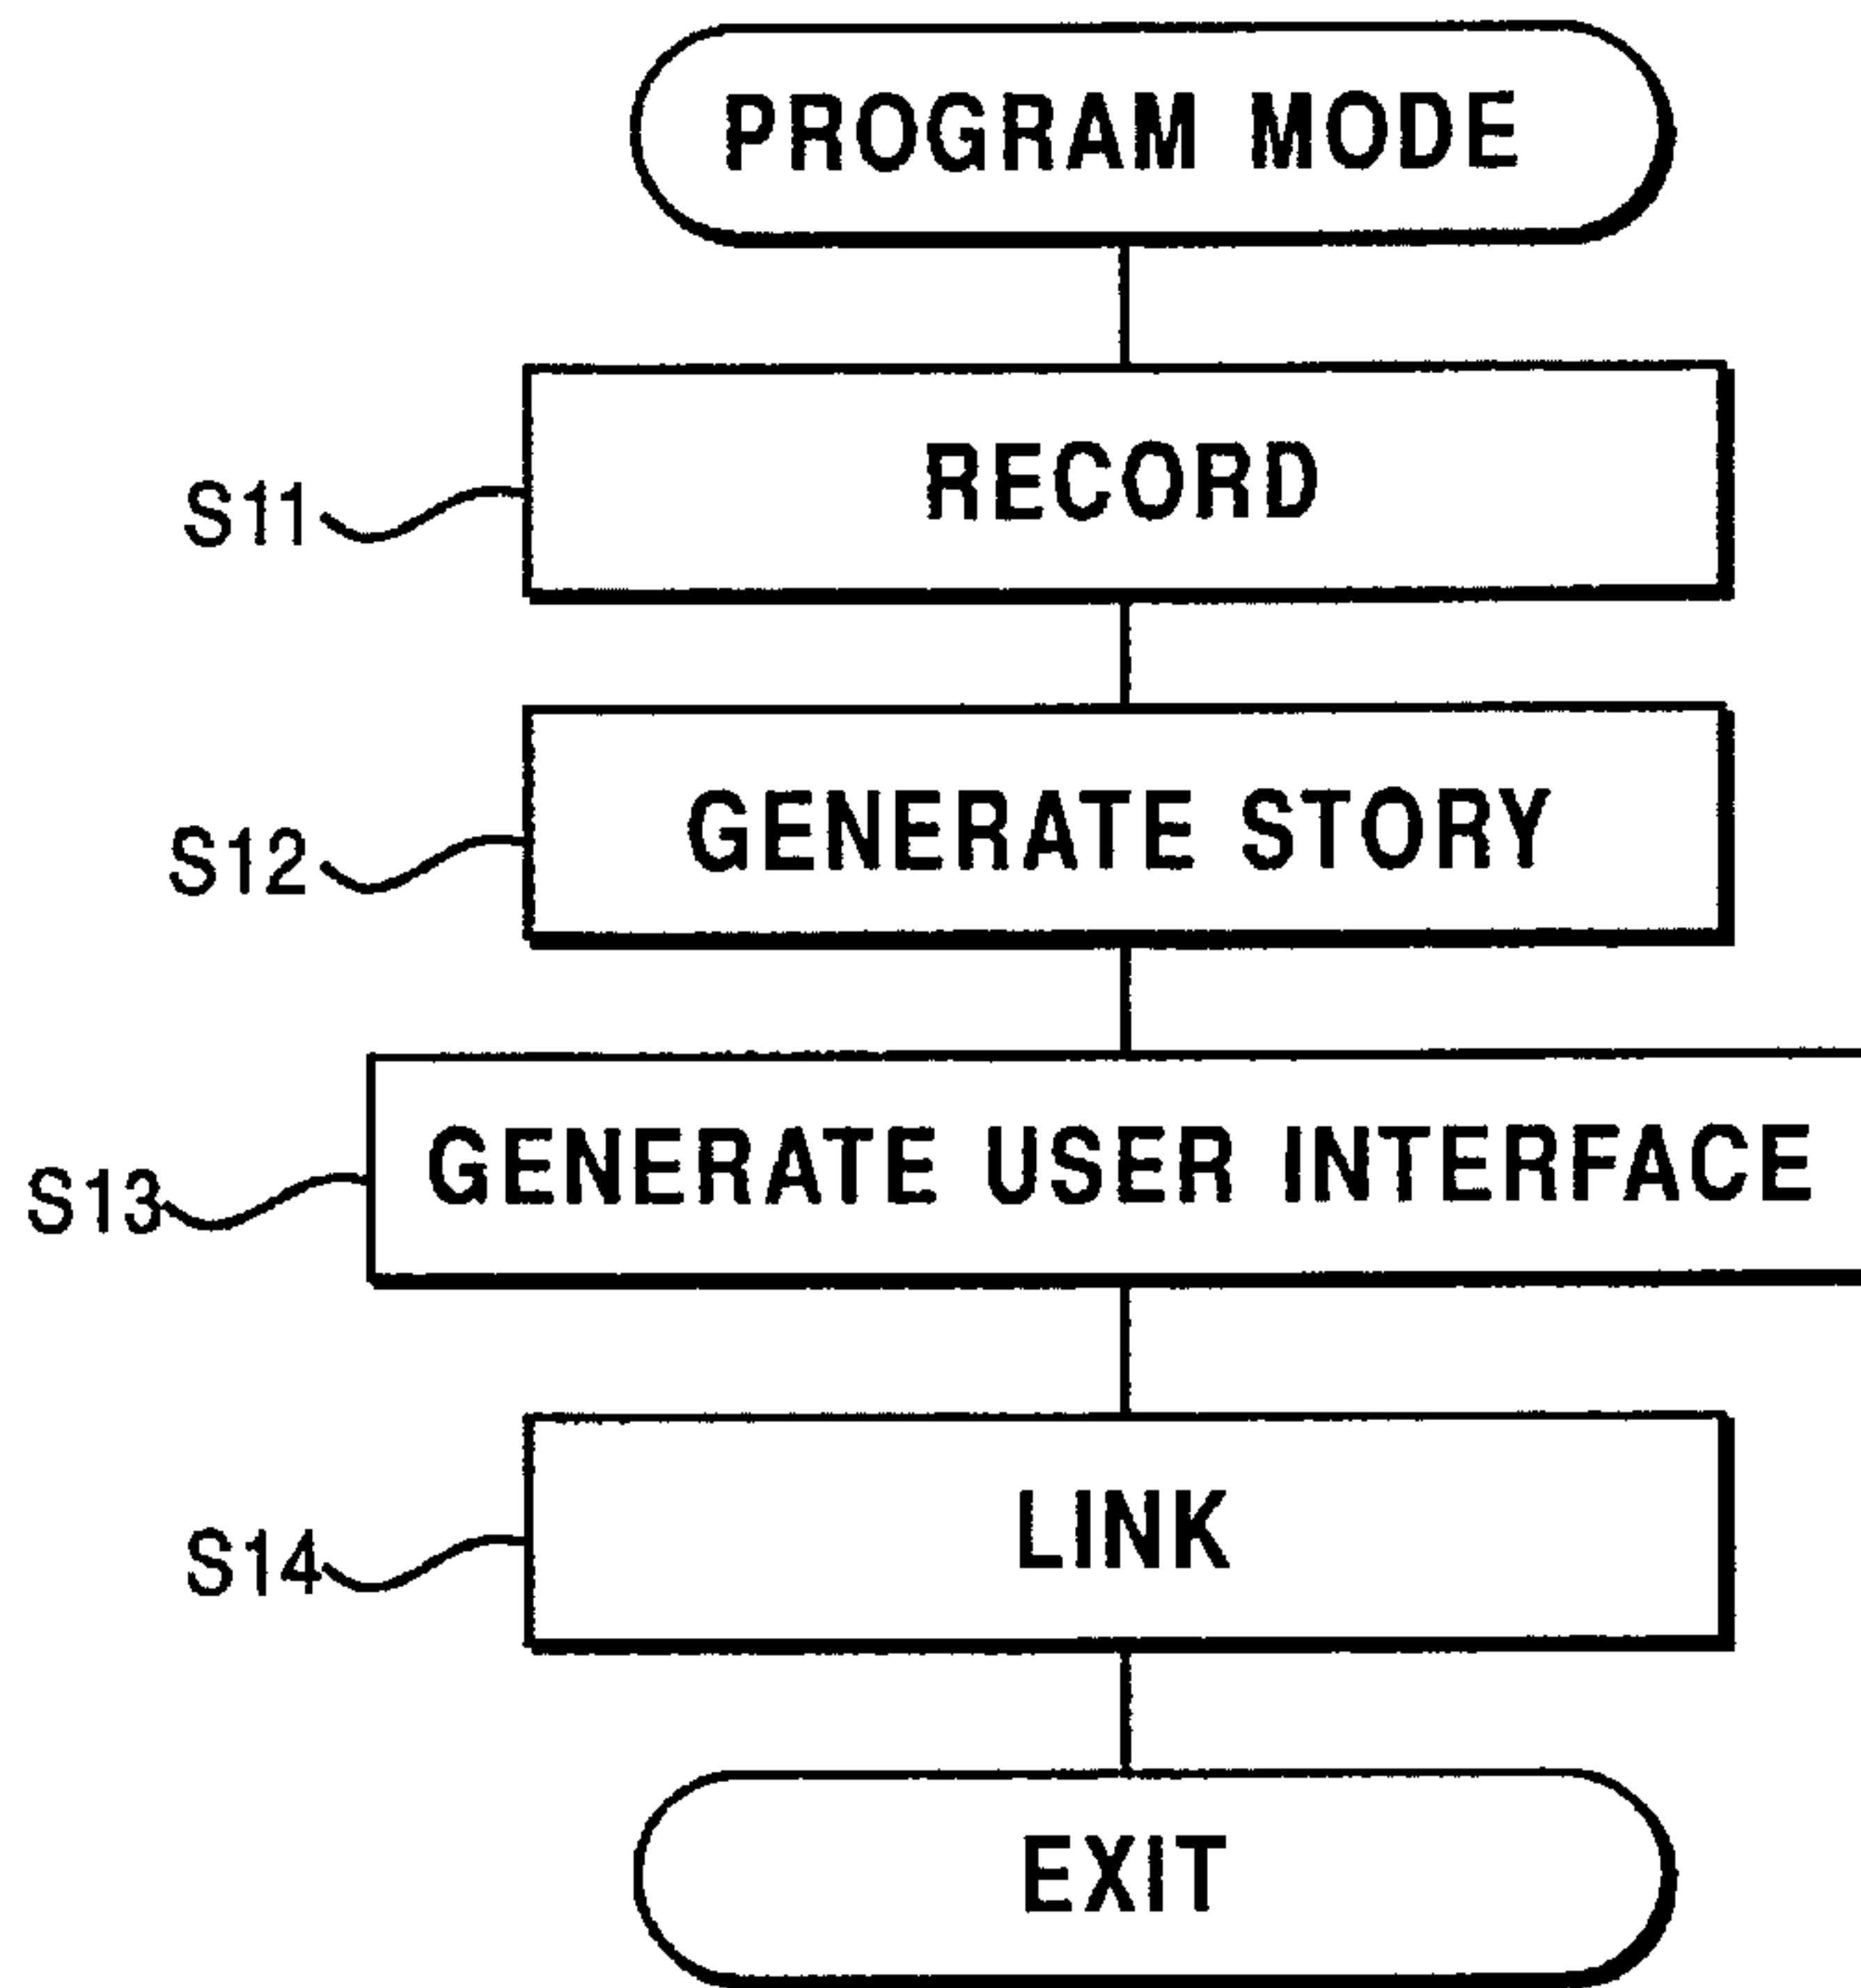 PROGRAM MODE
S11
RECORD
S12
GENERATE STORY
S13
GENERATE USER INTERFACE
S14
LINK
EXIT